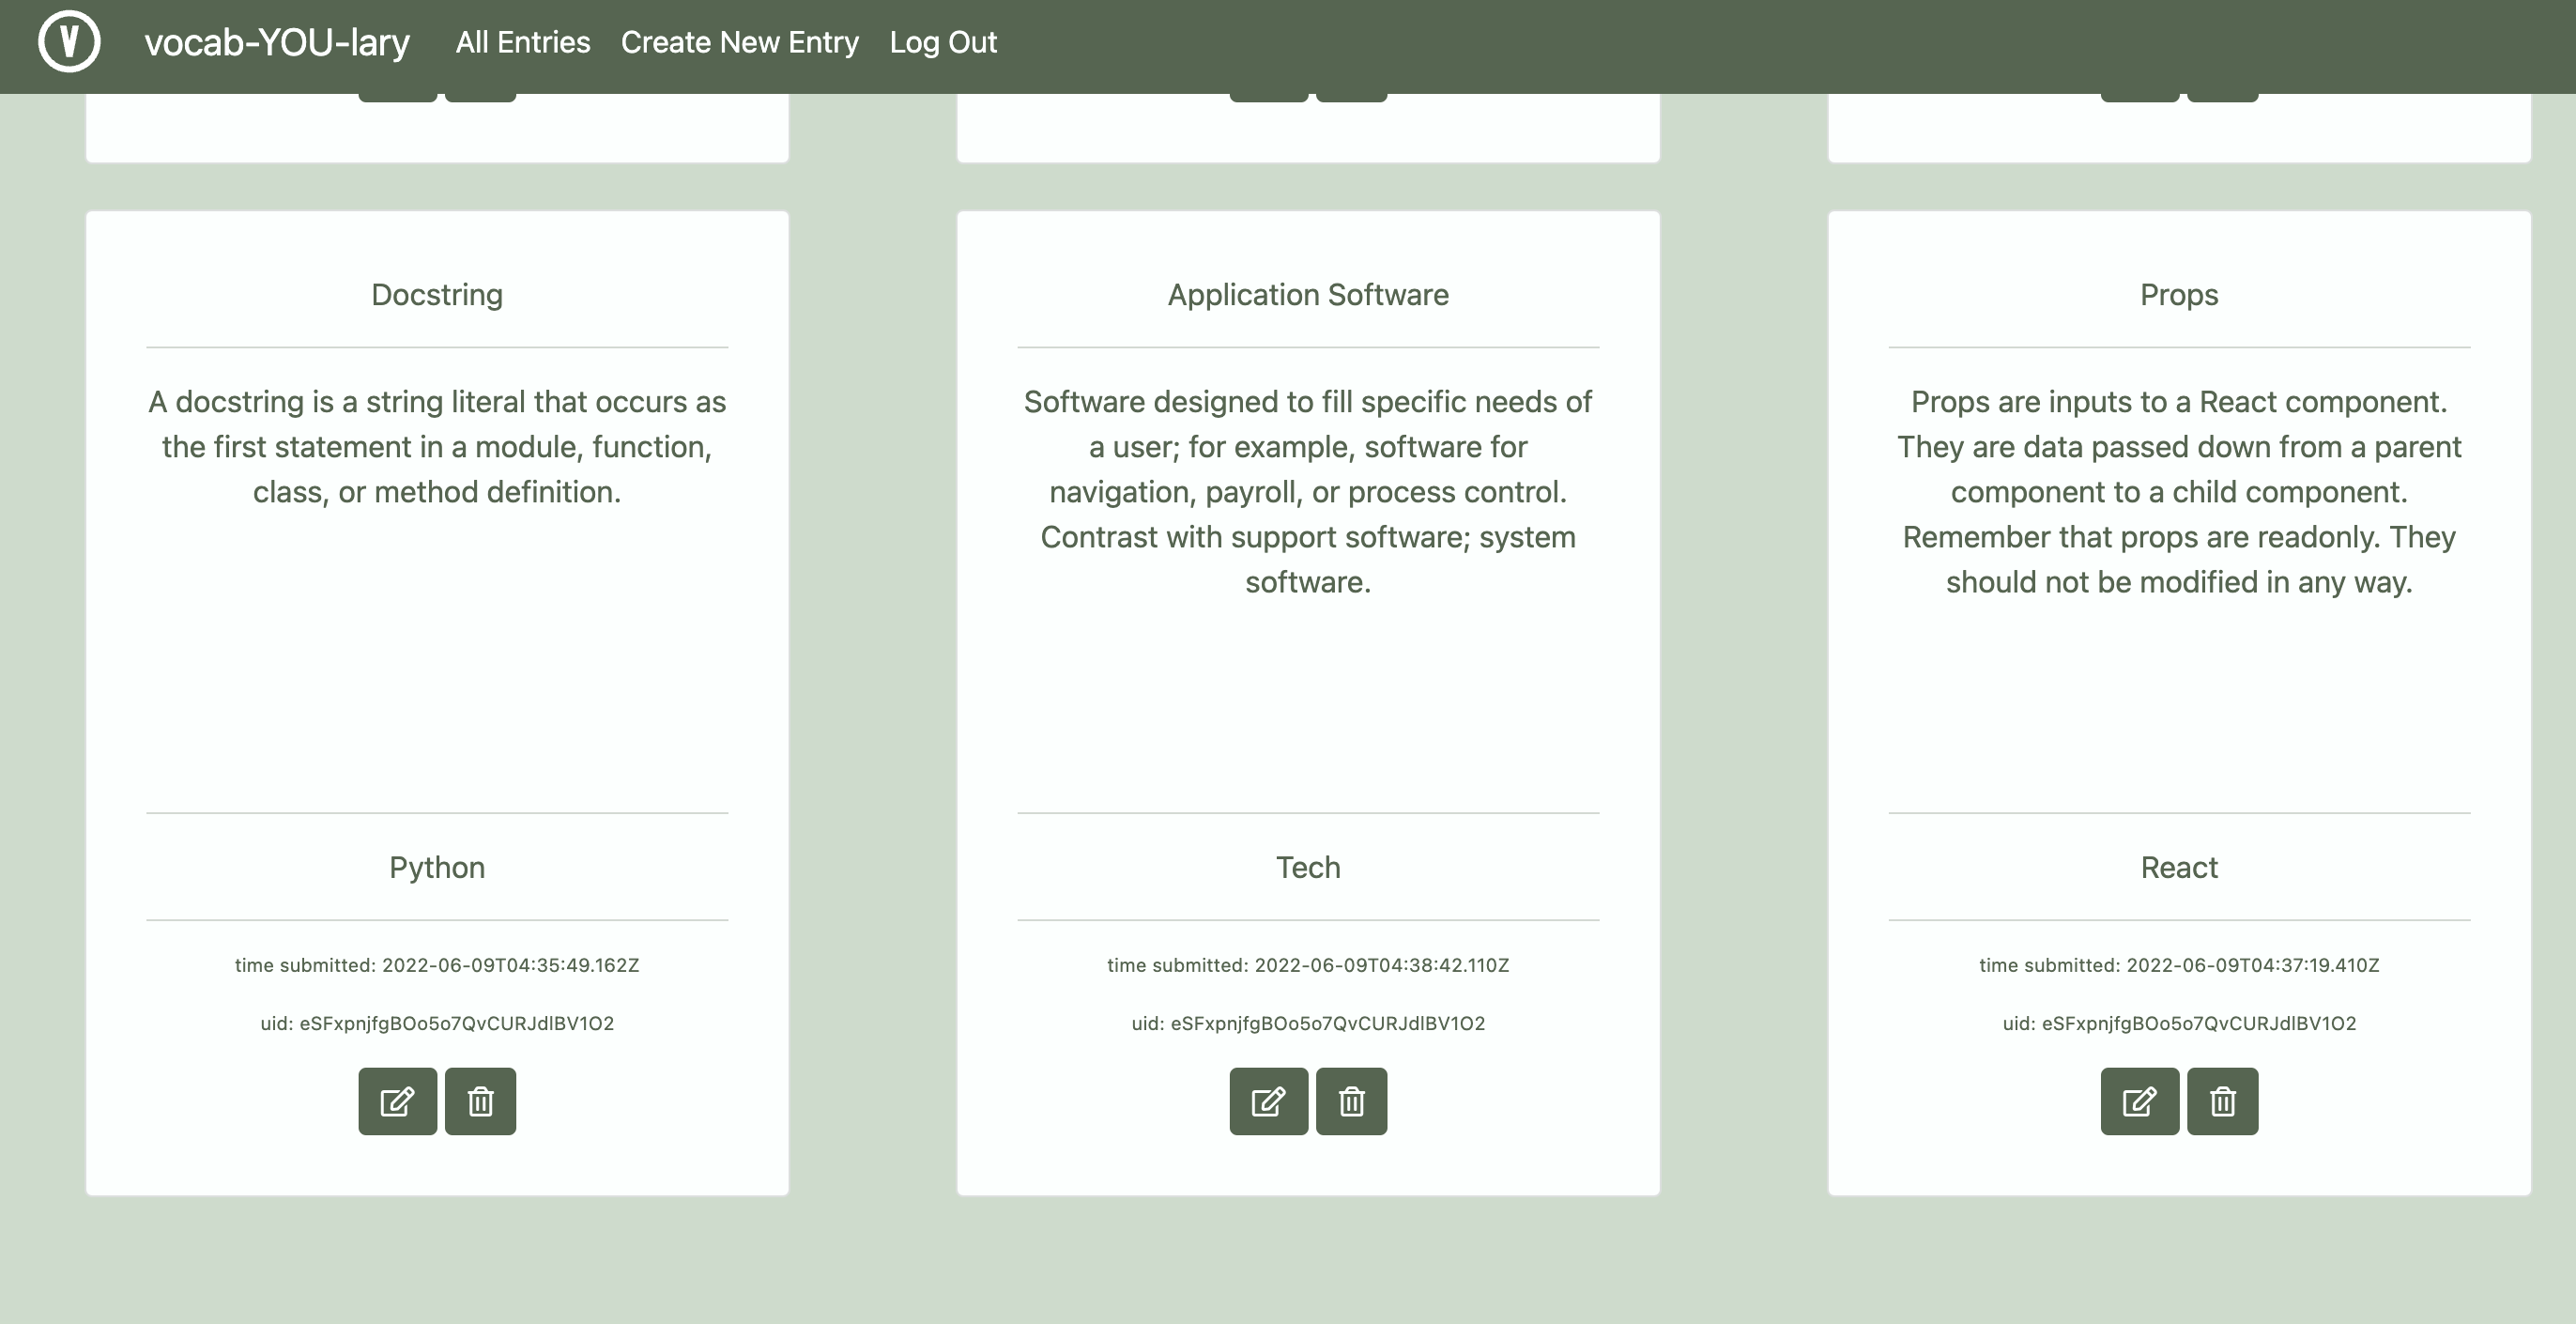 V
vocab-YOU-lary
All Entries
Create New Entry
Log Out
Docstring
A docstring is a string literal that occurs as
the first statement in a module, function,
class, or method definition.
Python
time submitted: 2022-06-09T04:35:49.162Z
uid: eSFxpnjfgBOo5o7QvCURJdlBV1O2
Application Software
Software designed to fill specific needs of
a user; for example, software for
navigation, payroll, or process control.
Contrast with support software; system
software.
Tech
time submitted: 2022-06-09T04:38:42.110Z
uid: eSFxpnjfgBOo5o7QvCURJdlBV1O2
Props
Props are inputs to a React component.
They are data passed down from a parent
component to a child component.
Remember that props are readonly. They
should not be modified in any way.
React
time submitted: 2022-06-09T04:37:19.410Z
uid: eSFxpnjfgBOo5o7QvCURJdlBV1O2